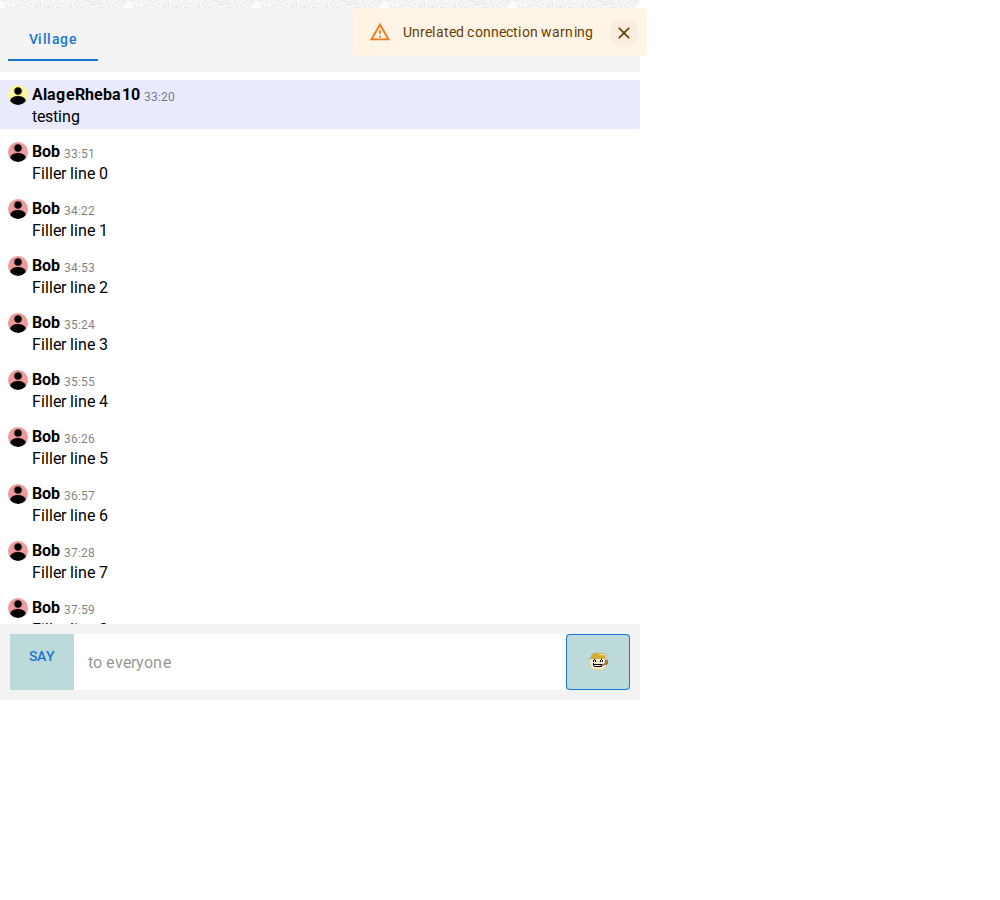 Village
Unrelated connection warning
AlageRheba10 33:20
testing
Bob 33:51
Filler line 0
Bob 34:22
Filler line 1
Bob 34:53
Filler line 2
Bob 35:24
Filler line 3
Bob 35:55
Filler line 4
Bob 36:26
Filler line 5
Bob 36:57
Filler line 6
Bob 37:28
Filler line 7
Bob 37:59
SAY
to everyone